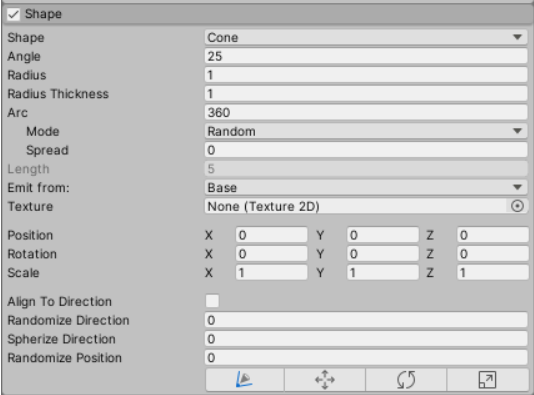 Shape
Shape Cone
Angle 25
Radius 1
Radius Thickness 1
Arc 360
Mode Random
Spread 0
Length 5
Emit from: Base
Texture None (Texture 2D)
Position X 0 Y 0 Z 0
Rotation X 0 Y 0 Z 0
Scale X 1 Y 1 Z 1
Align To Direction
Randomize Direction 0
Spherize Direction 0
Randomize Position 0